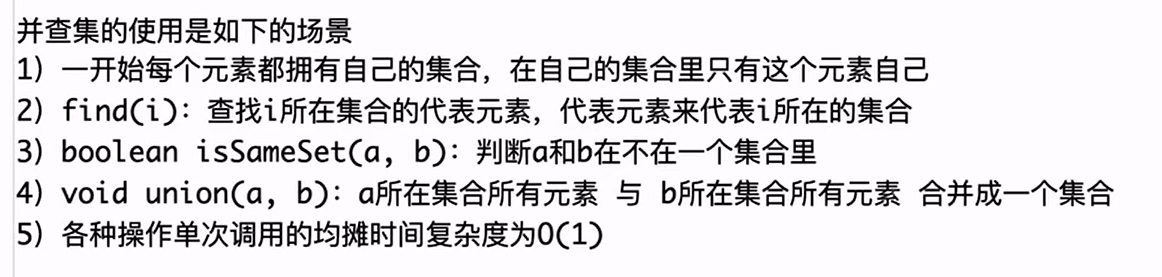 并查集的使用是如下的场景
1) 一开始每个元素都拥有自己的集合，在自己的集合里只有这个元素自己
2) find(i)：查找i所在集合的代表元素，代表元素来代表i所在的集合
3) boolean isSameSet(a, b)：判断a和b在不在一个集合里
4) void union(a, b)：a所在集合所有元素 与 b所在集合所有元素 合并成一个集合
5) 各种操作单次调用的均摊时间复杂度为O(1)